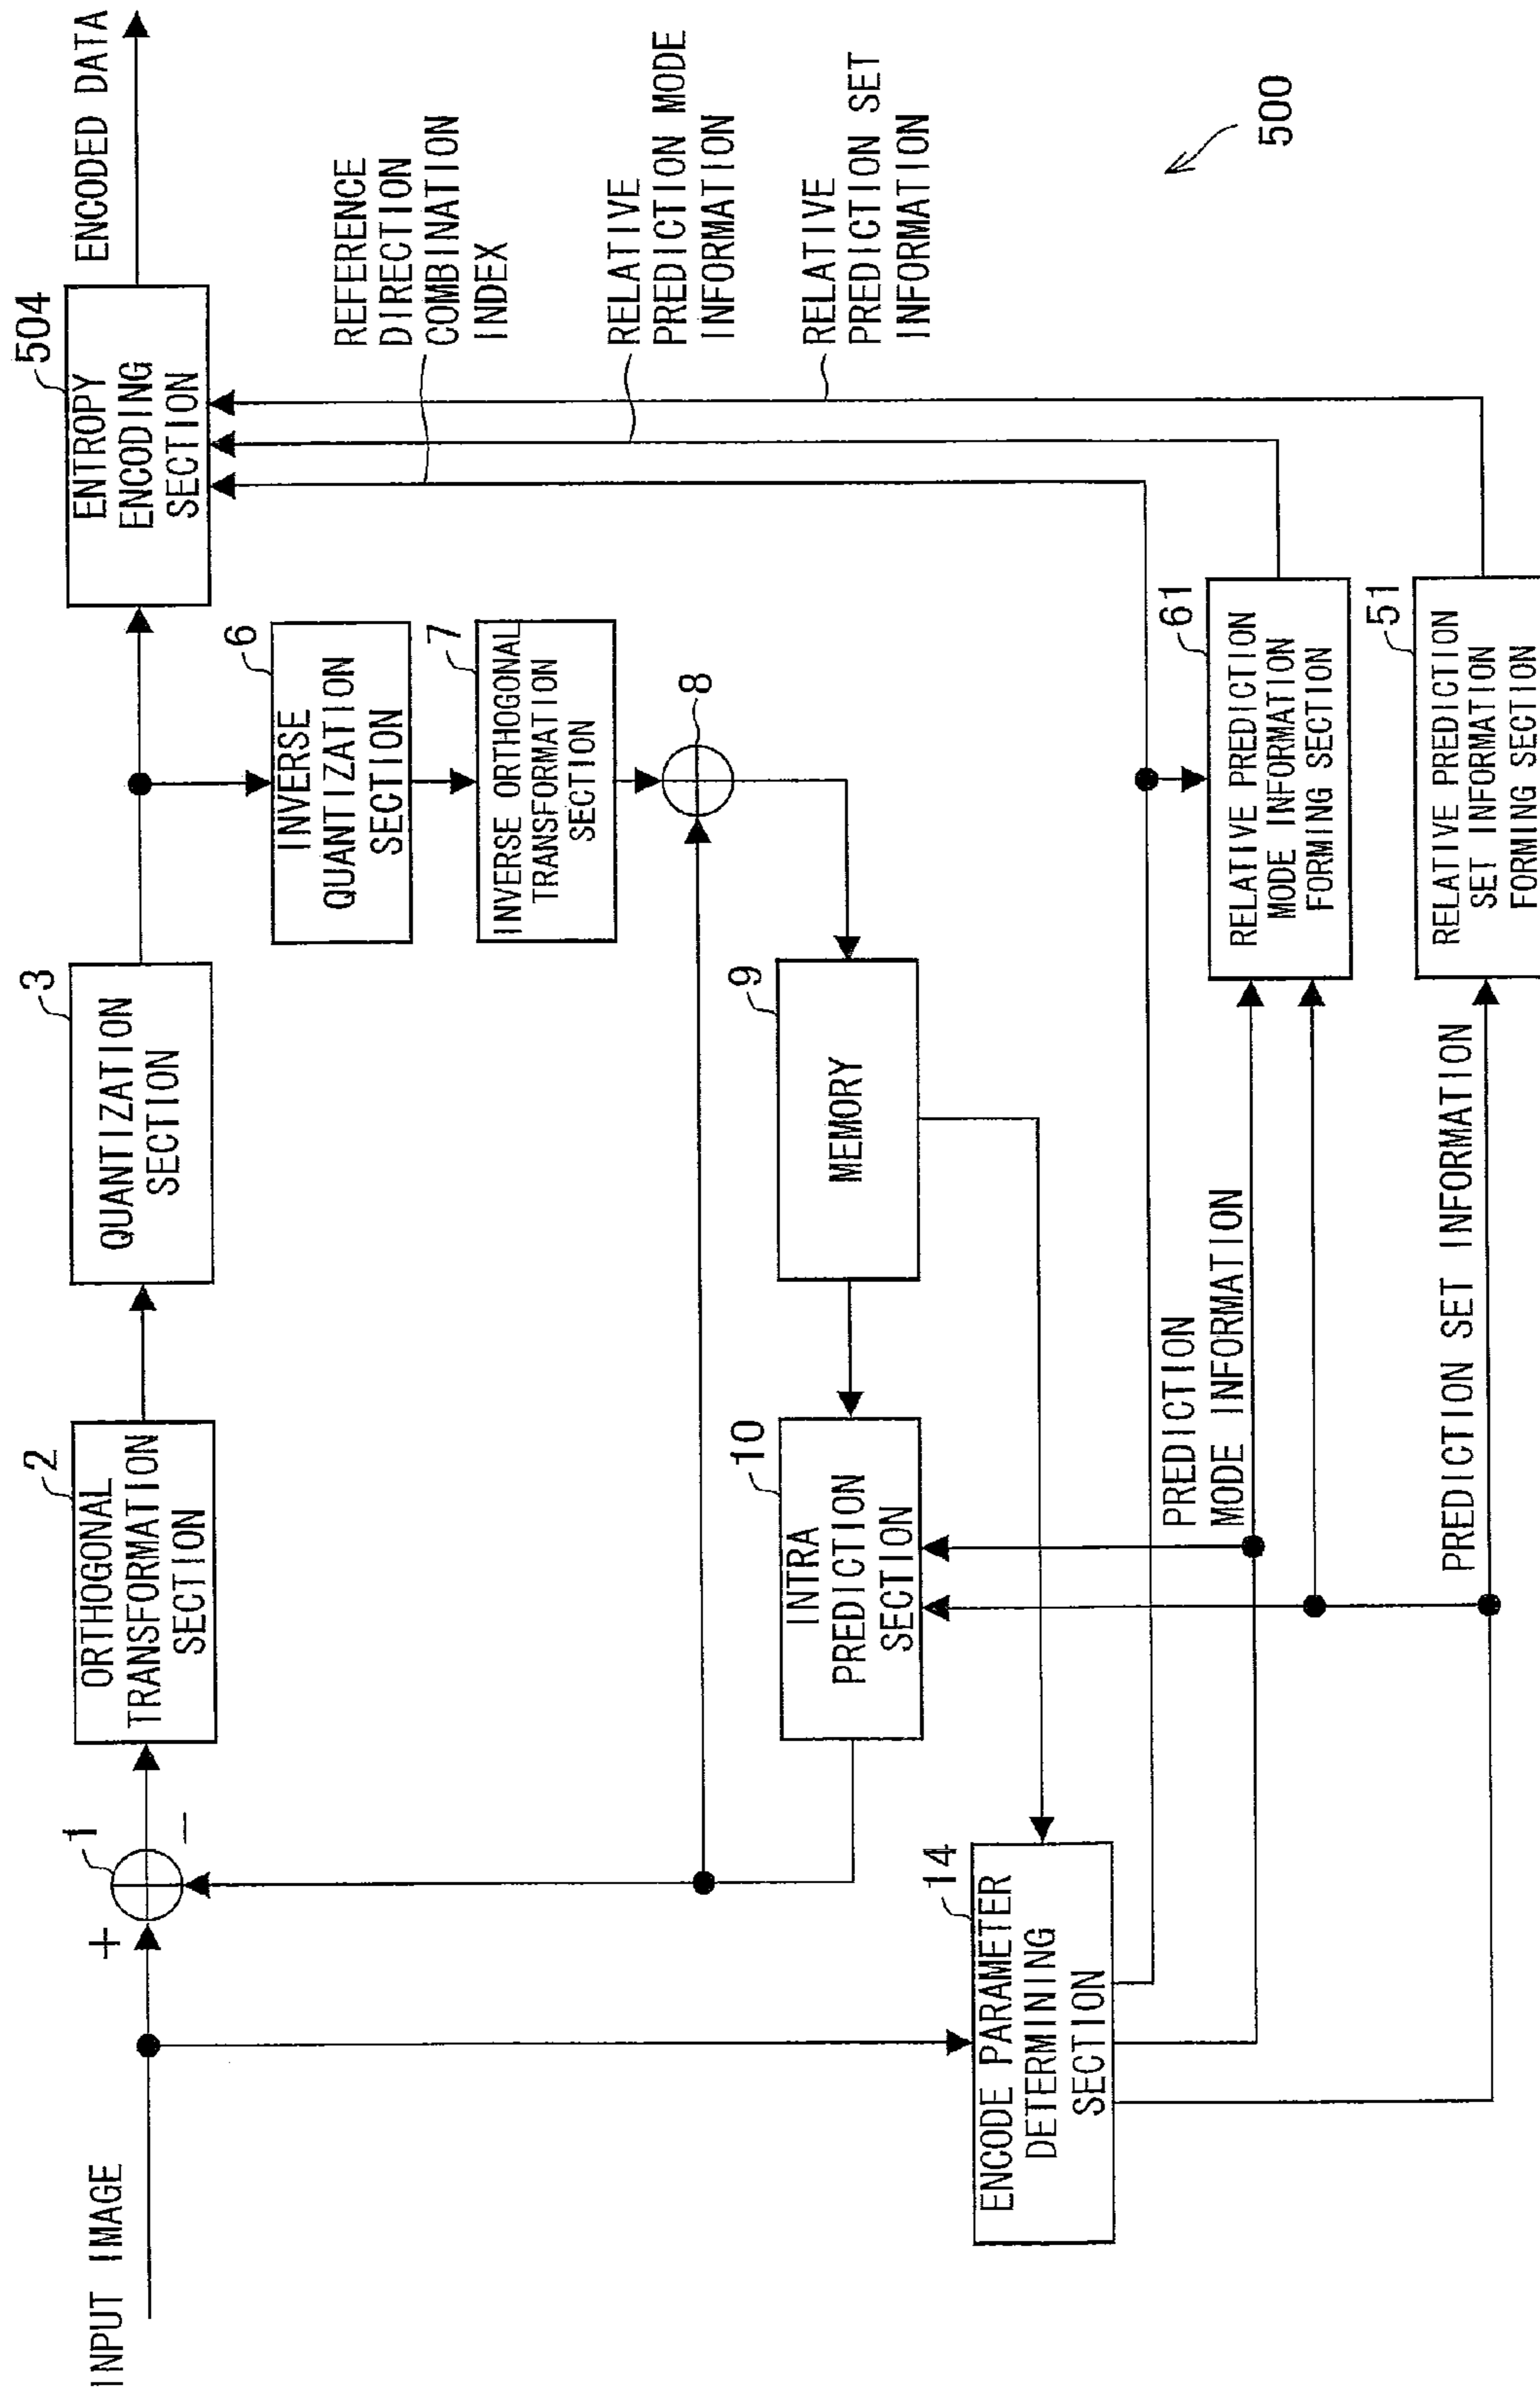 INPUT IMAGE
+
−
1
2
ORTHOGONAL
TRANSFORMATION
SECTION
3
QUANTIZATION
SECTION
504
ENTROPY
ENCODING
SECTION
ENCODED DATA
6
INVERSE
QUANTIZATION
SECTION
7
INVERSE ORTHOGONAL
TRANSFORMATION
SECTION
8
REFERENCE
DIRECTION
COMBINATION
INDEX
RELATIVE
PREDICTION MODE
INFORMATION
RELATIVE
PREDICTION SET
INFORMATION
500
9
MEMORY
10
INTRA
PREDICTION
SECTION
14
ENCODE PARAMETER
DETERMINING
SECTION
PREDICTION
MODE INFORMATION
61
RELATIVE PREDICTION
MODE INFORMATION
FORMING SECTION
PREDICTION SET INFORMATION
51
RELATIVE PREDICTION
SET INFORMATION
FORMING SECTION